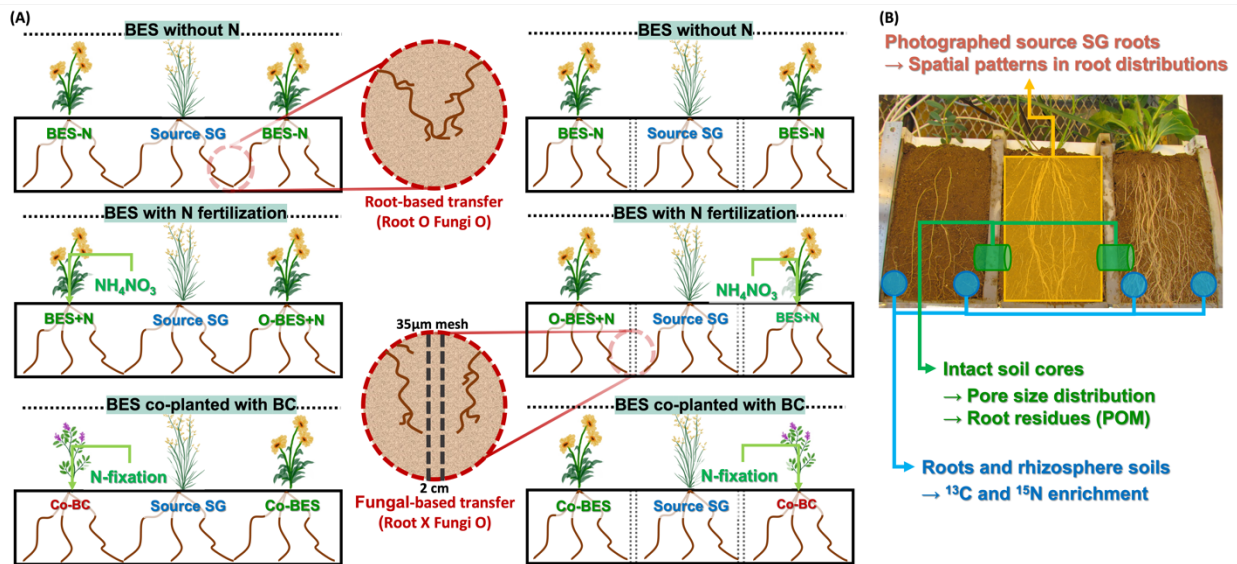 (A)
BES without N
BES-N
Source SG
BES-N
Root-based transfer
(Root O Fungi O)
BES-N
Source SG
BES-N
BES with N fertilization
NH₄NO₃
BES+N
Source SG
O-BES+N
BES with N fertilization
NH₄NO₃
O-BES+N
Source SG
BES+N
35µm mesh
2 cm
Fungal-based transfer
(Root X Fungi O)
BES co-planted with BC
N-fixation
Co-BC
Source SG
Co-BES
BES co-planted with BC
N-fixation
Co-BES
Source SG
Co-BC
BES without N
(B)
Photographed source SG roots
→ Spatial patterns in root distributions
Intact soil cores
→ Pore size distribution
→ Root residues (POM)
Roots and rhizosphere soils
→ ¹³C and ¹⁵N enrichment